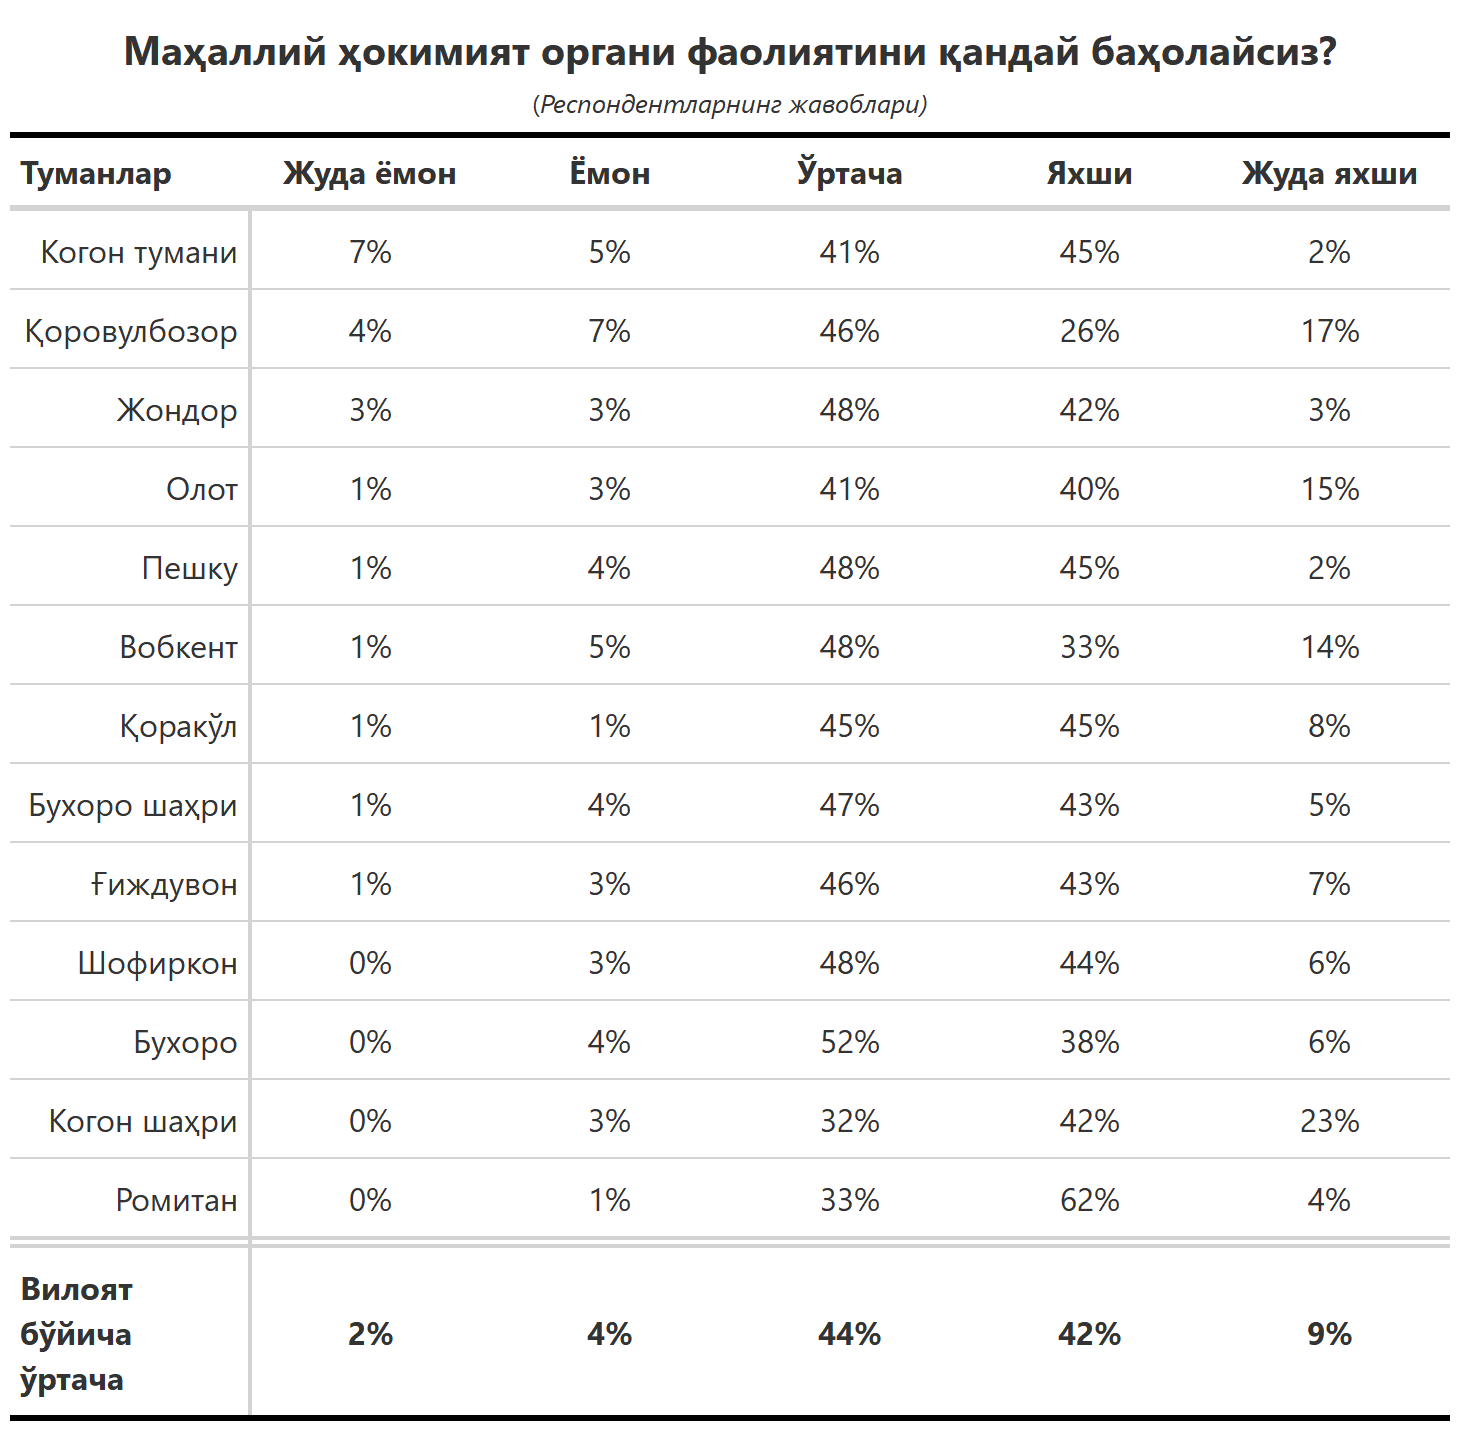 Маҳаллий ҳокимият органи фаолиятини қандай баҳолайсиз?
(Респондентларнинг жавоблари)
Туманлар Жуда ёмон Ёмон Ўртача Яхши Жуда яхши
Когон тумани 7% 5% 41% 45% 2%
Қоровулбозор 4% 7% 46% 26% 17%
Жондор 3% 3% 48% 42% 3%
Олот 1% 3% 41% 40% 15%
Пешку 1% 4% 48% 45% 2%
Вобкент 1% 5% 48% 33% 14%
Қоракўл 1% 1% 45% 45% 8%
Бухоро шаҳри 1% 4% 47% 43% 5%
Ғиждувон 1% 3% 46% 43% 7%
Шофиркон 0% 3% 48% 44% 6%
Бухоро 0% 4% 52% 38% 6%
Когон шаҳри 0% 3% 32% 42% 23%
Ромитан 0% 1% 33% 62% 4%
Вилоят
бўйича 2% 4% 44% 42% 9%
ўртача